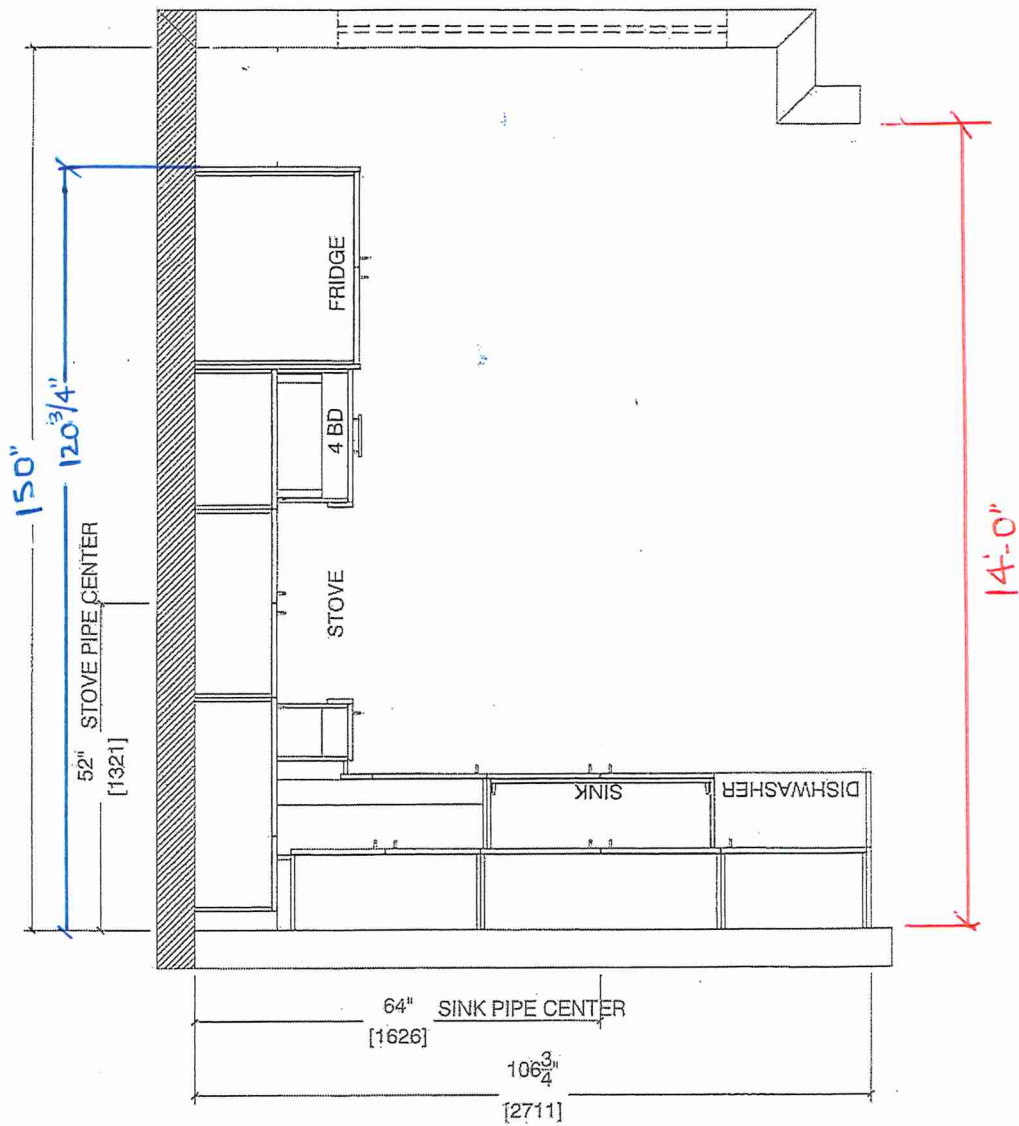 150"
120 3/4"
52" STOVE PIPE CENTER
[1321]
FRIDGE
4 BD
STOVE
SINK
DISHWASHER
14'-0"
64" SINK PIPE CENTER
[1626]
106 3/4"
[2711]